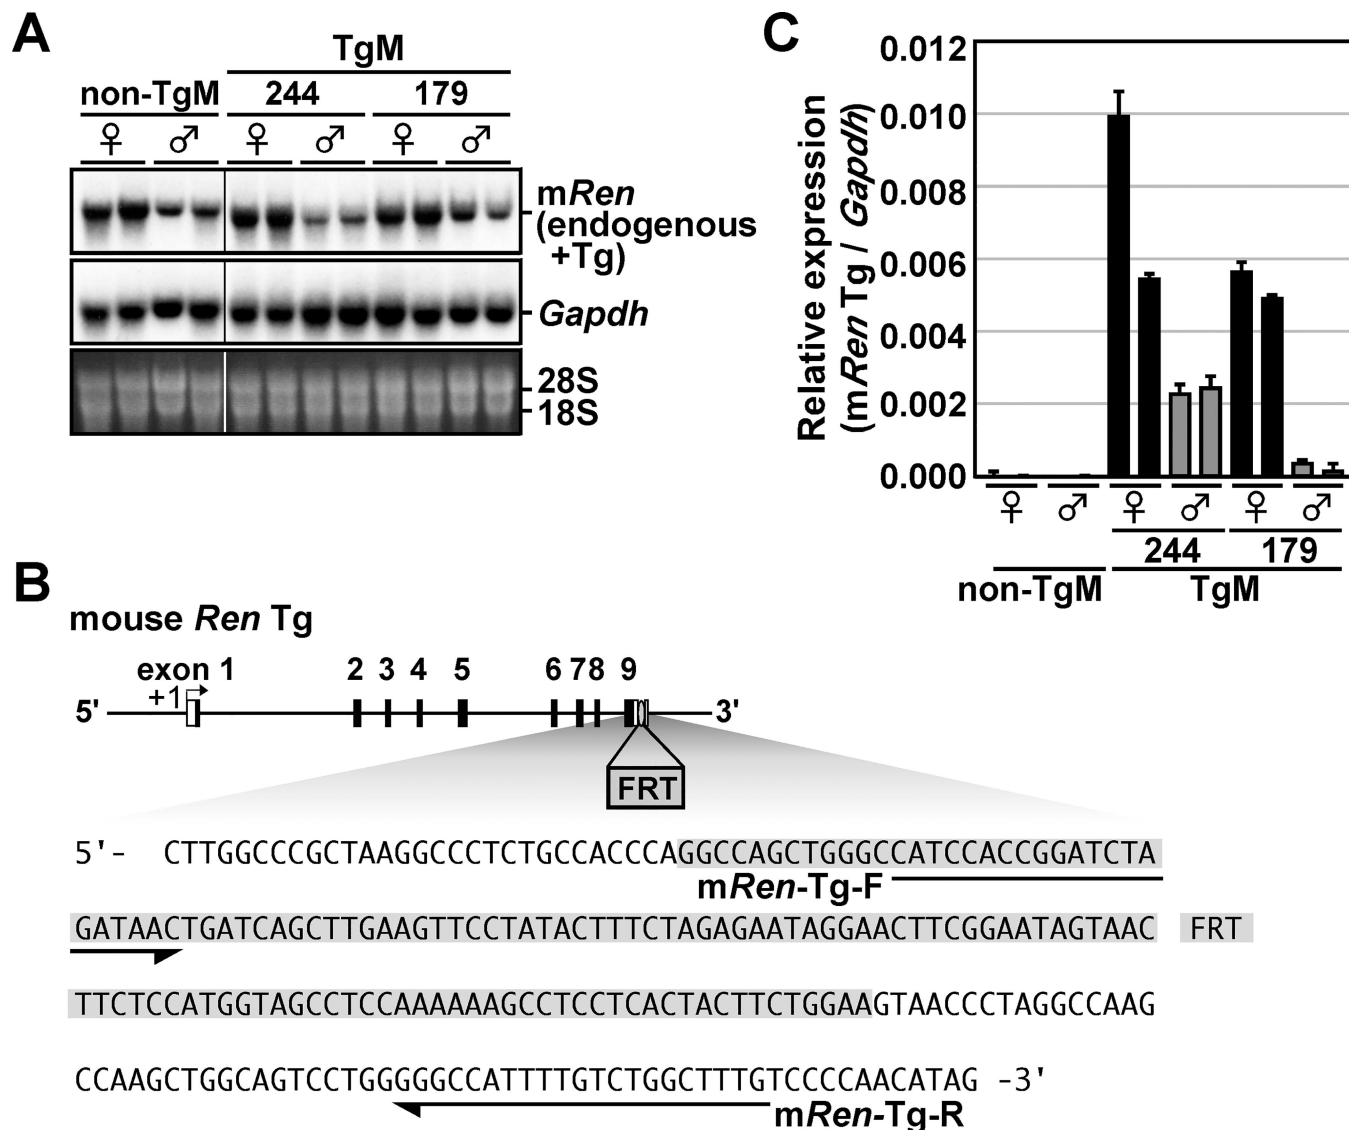 A
TgM
non-TgM 244 179
♀ ♂ ♀ ♂ ♀ ♂
mRen
(endogenous
+Tg)
Gapdh
28S
18S
C
Relative expression
(mRen Tg / Gapdh)
0.012
0.010
0.008
0.006
0.004
0.002
0.000
♀ ♂ ♀ ♂ ♀ ♂
244 179
non-TgM TgM
B
mouse Ren Tg
exon 1 2 3 4 5 6 7 8 9
+1
5' 3'
FRT
5'- CTTGGCCCGCTAAGGCCCTCTGCCACCCAGGCCAGCTGGGCCATCCACCGGATCTA
mRen-Tg-F
GATAACTGATCAGCTTGAAGTTCCTATACTTTCTAGAGAATAGGAACTTCGGAATAGTAAC FRT
TTCTCCATGGTAGCCTCCAAAAAAGCCTCCTCACTACTTCTGGAAGTAACCCTAGGCCAAG
CCAAGCTGGCAGTCCTGGGGGCCATTTTGTCTGGCTTTGTCCCCAACATAG -3'
mRen-Tg-R